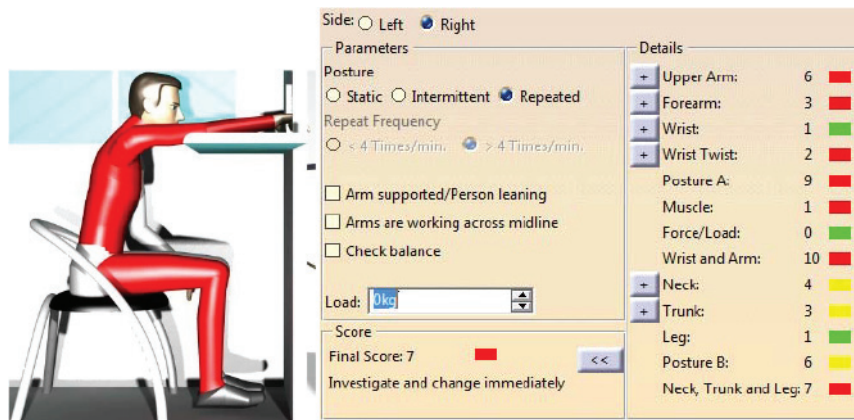 Side: Left Right
Parameters
Posture
Static Intermittent Repeated
Repeat Frequency
< 4 Times/min. > 4 Times/min.
Arm supported/Person leaning
Arms are working across midline
Check balance
Load: 0kg
Score
Final Score: 7 <<
Investigate and change immediately
Details
+ Upper Arm: 6
+ Forearm: 3
+ Wrist: 1
+ Wrist Twist: 2
Posture A: 9
Muscle: 1
Force/Load: 0
Wrist and Arm: 10
+ Neck: 4
+ Trunk: 3
Leg: 1
Posture B: 6
Neck, Trunk and Leg: 7